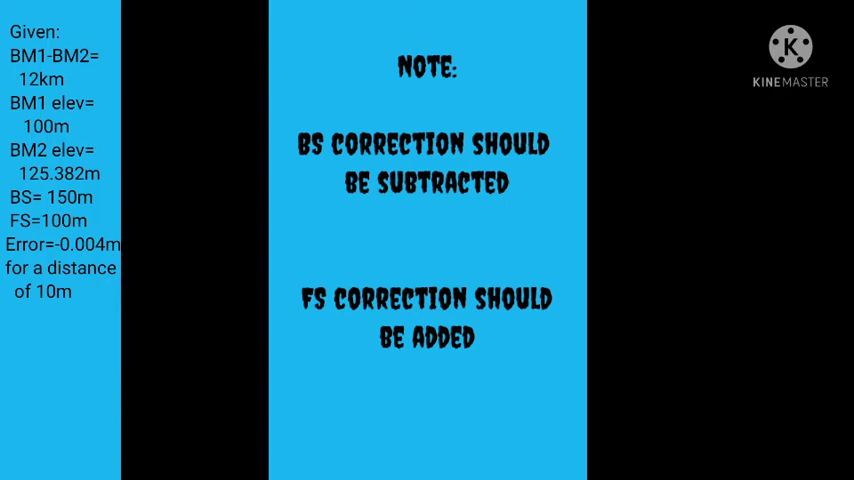 Given:
BM1-BM2=
12km
BM1 elev=
100m
BM2 elev=
125.382m
BS= 150m
FS=100m
Error=-0.004m
for a distance
of 10m
NOTE:
BS CORRECTION SHOULD
BE SUBTRACTED
FS CORRECTION SHOULD
BE ADDED
K
KINEMASTER